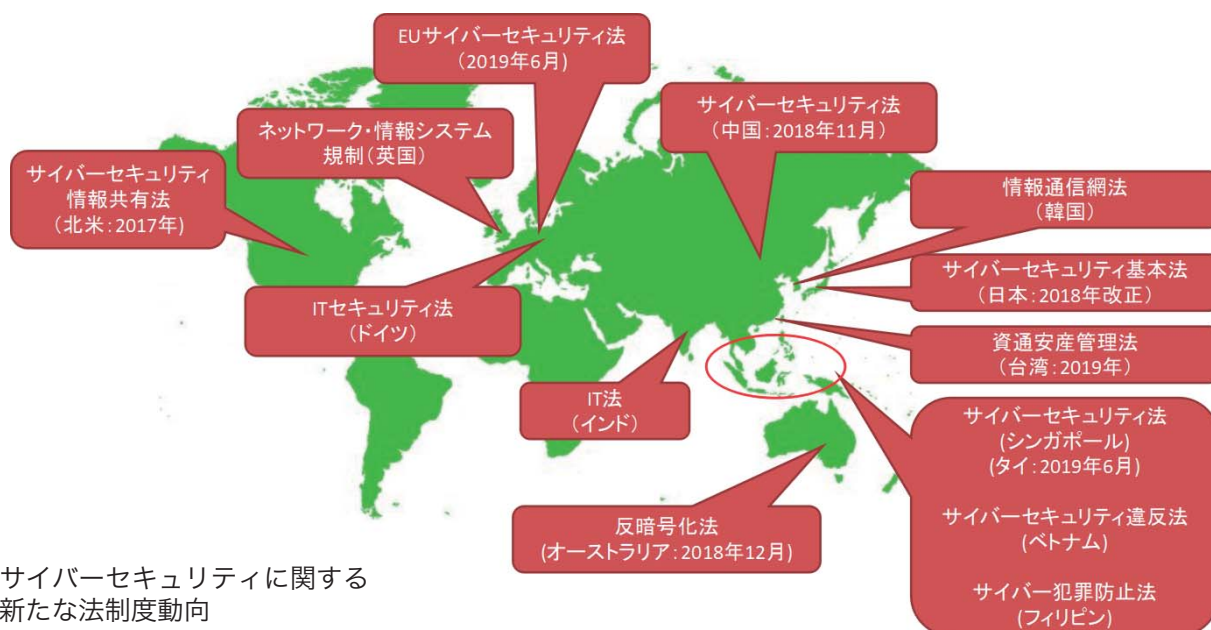 EUサイバーセキュリティ法
（2019年6月)
サイバーセキュリティ法
（中国：2018年11月）
ネットワーク・情報システム
規制（英国）
サイバーセキュリティ
情報共有法
（北米：2017年)
情報通信網法
（韓国）
サイバーセキュリティ基本法
（日本：2018年改正）
ITセキュリティ法
（ドイツ）
資通安産管理法
（台湾：2019年）
IT法
（インド）
サイバーセキュリティ法
(シンガポール)
(タイ：2019年6月)
サイバーセキュリティ違反法
(ベトナム)
サイバー犯罪防止法
(フィリピン)
反暗号化法
(オーストラリア：2018年12月)
サイバーセキュリティに関する
新たな法制度動向